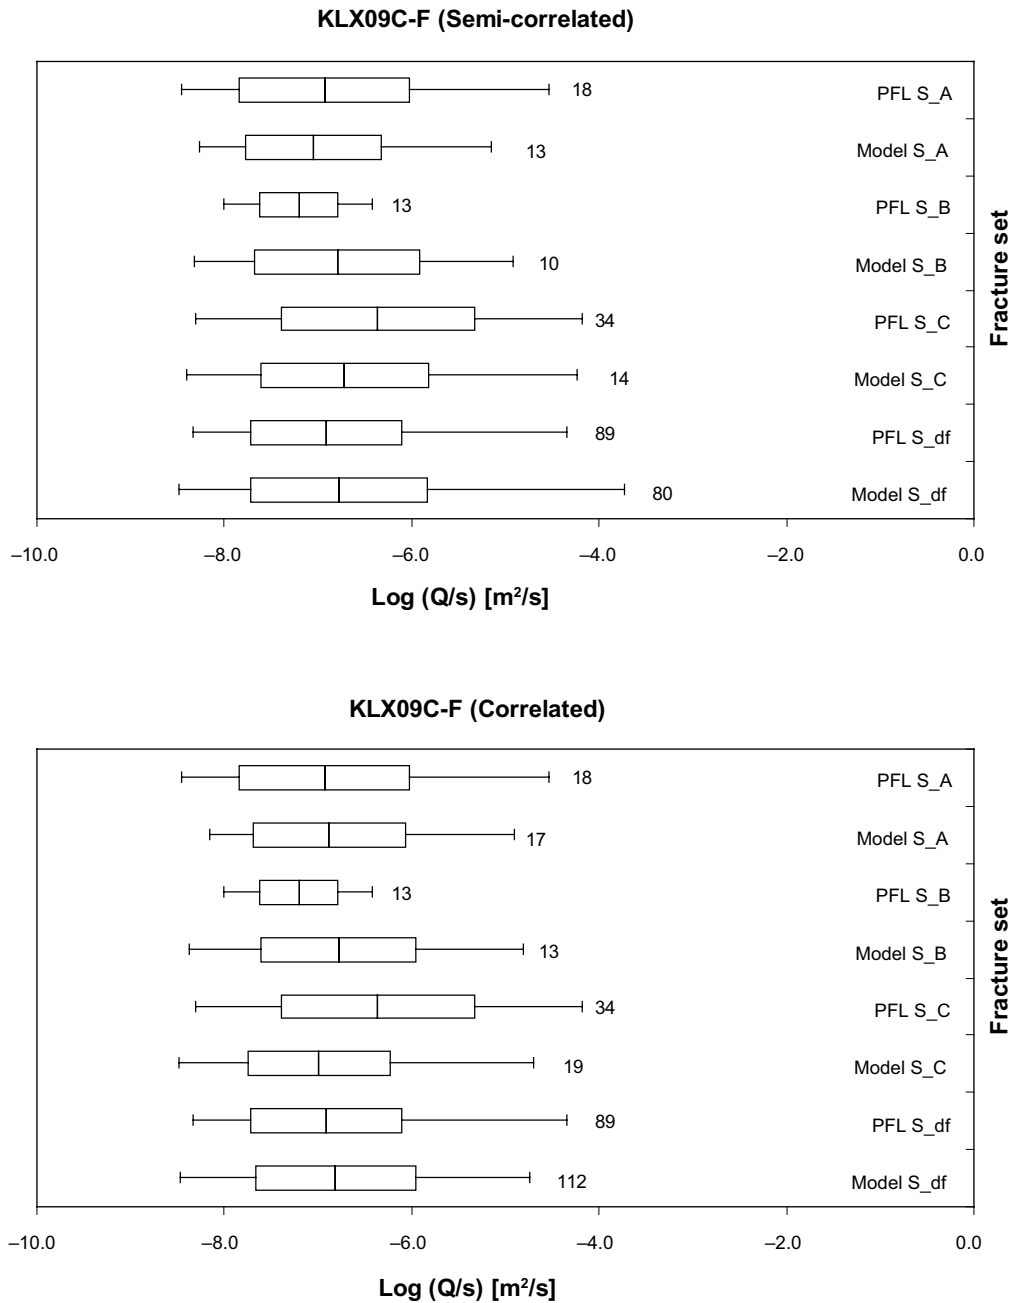 KLX09C-F (Semi-correlated)
18 PFL S_A
13 Model S_A
13 PFL S_B
10 Model S_B
34 PFL S_C
14 Model S_C
89 PFL S_df
80 Model S_df
Fracture set
–10.0 –8.0 –6.0 –4.0 –2.0 0.0
Log (Q/s) [m²/s]
KLX09C-F (Correlated)
18 PFL S_A
17 Model S_A
13 PFL S_B
13 Model S_B
34 PFL S_C
19 Model S_C
89 PFL S_df
112 Model S_df
Fracture set
–10.0 –8.0 –6.0 –4.0 –2.0 0.0
Log (Q/s) [m²/s]